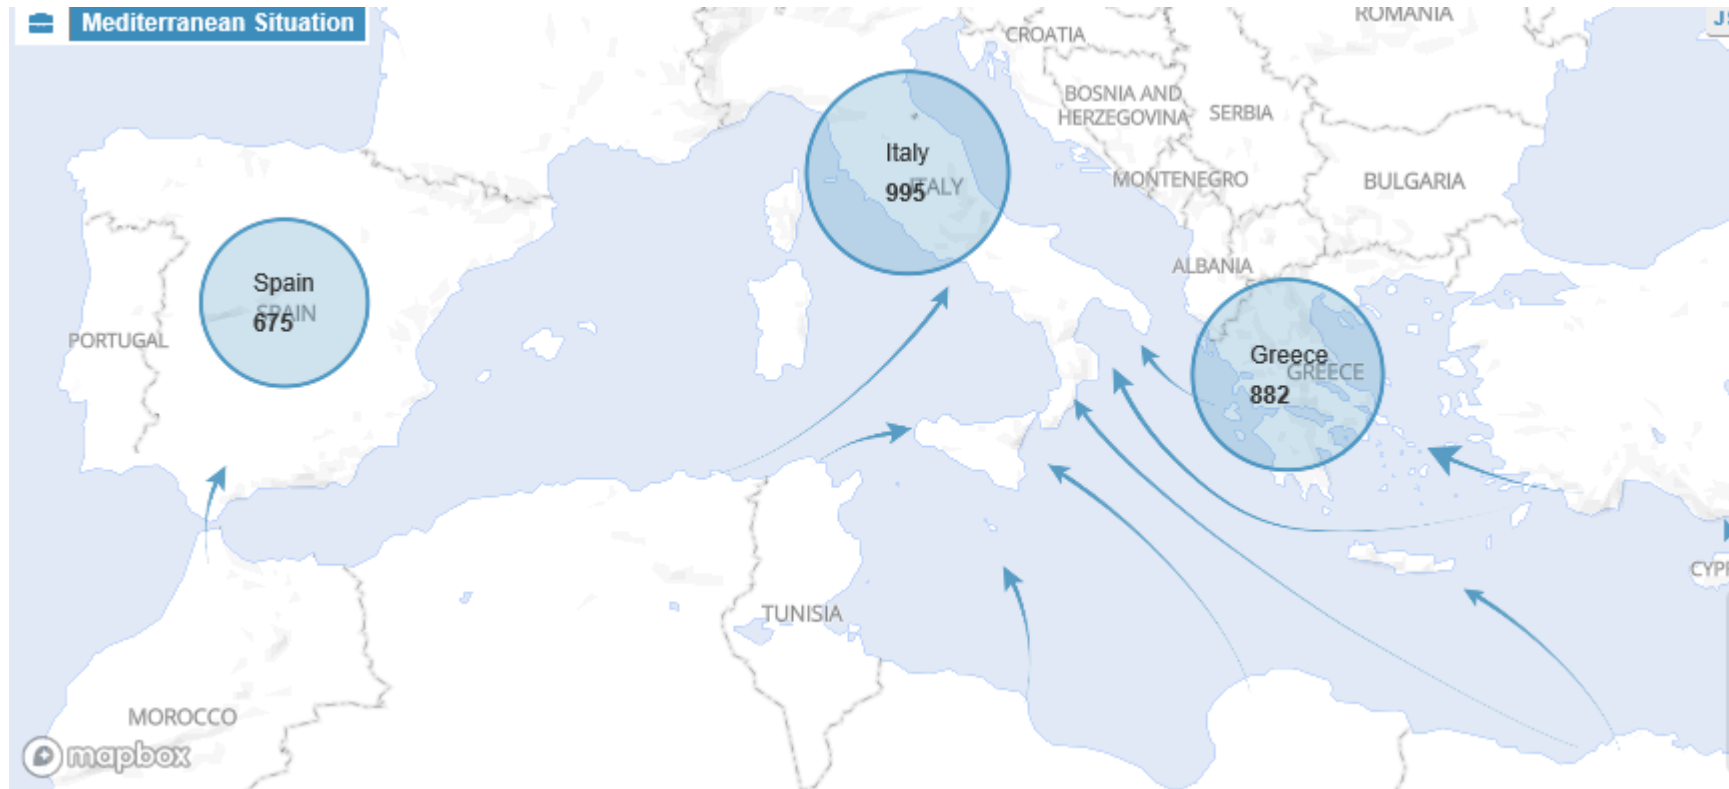 Mediterranean Situation
ROMANIA
CROATIA
BOSNIA AND
HERZEGOVINA
SERBIA
Italy
ITALY
995
MONTENEGRO
BULGARIA
ALBANIA
Spain
SPAIN
675
PORTUGAL
Greece
GREECE
882
TUNISIA
MOROCCO
mapbox